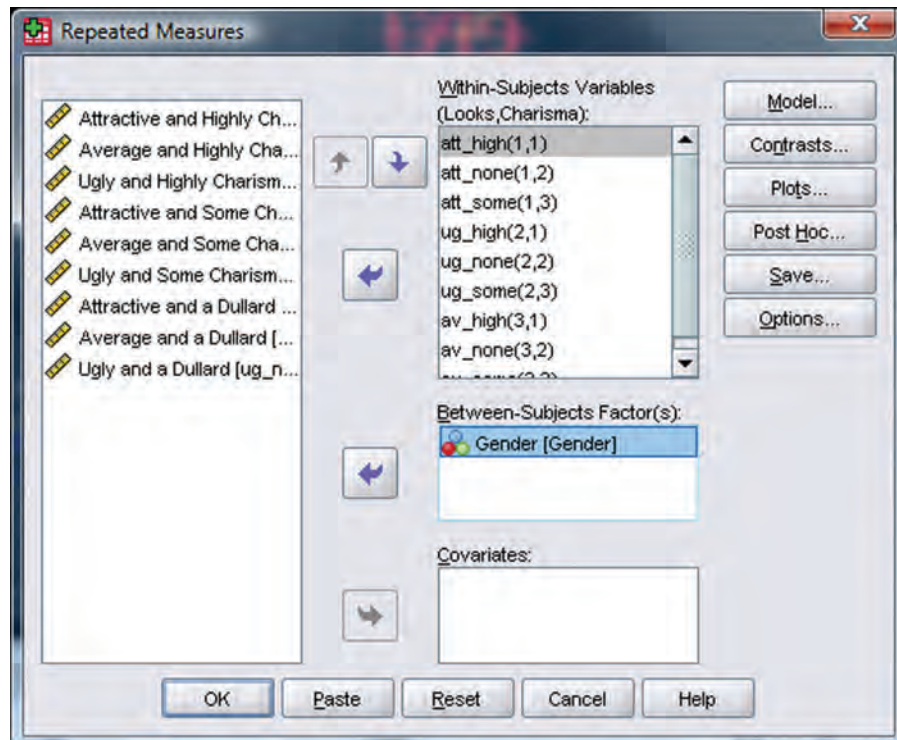 Repeated Measures
Attractive and Highly Ch...
Average and Highly Cha...
Ugly and Highly Charism...
Attractive and Some Ch...
Average and Some Cha...
Ugly and Some Charism...
Attractive and a Dullard ...
Average and a Dullard [...
Ugly and a Dullard [ug_n...
Within-Subjects Variables
(Looks,Charisma):
att_high(1,1)
att_none(1,2)
att_some(1,3)
ug_high(2,1)
ug_none(2,2)
ug_some(2,3)
av_high(3,1)
av_none(3,2)
Between-Subjects Factor(s):
Gender [Gender]
Covariates:
Model...
Contrasts...
Plots...
Post Hoc...
Save...
Options...
OK
Paste
Reset
Cancel
Help